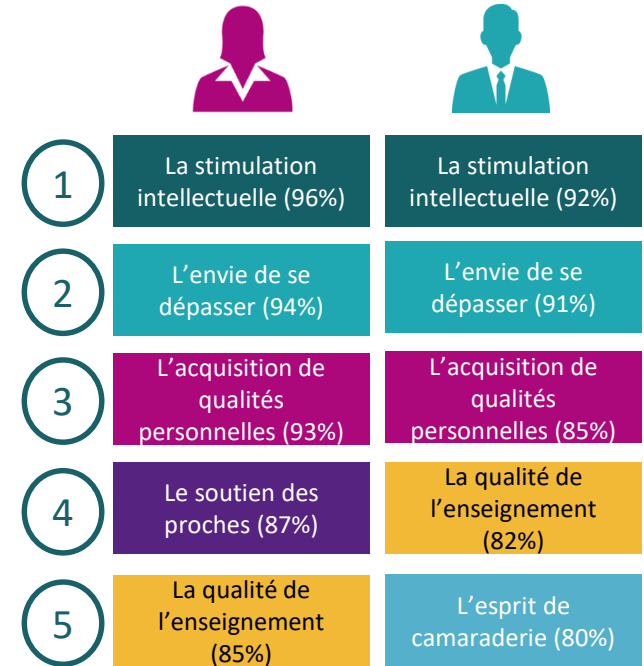 1
La stimulation
intellectuelle (96%)
La stimulation
intellectuelle (92%)
2
L’envie de se
dépasser (94%)
L’envie de se
dépasser (91%)
3
L’acquisition de
qualités
personnelles (93%)
L’acquisition de
qualités
personnelles (85%)
4
Le soutien des
proches (87%)
La qualité de
l’enseignement
(82%)
5
La qualité de
l’enseignement
(85%)
L’esprit de
camaraderie (80%)